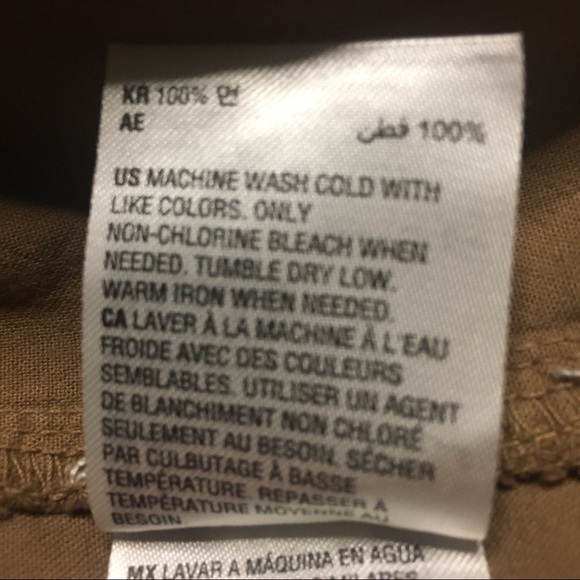 KR 100% 면
AE قطن 100%
US MACHINE WASH COLD WITH
LIKE COLORS. ONLY
NON-CHLORINE BLEACH WHEN
NEEDED. TUMBLE DRY LOW.
WARM IRON WHEN NEEDED.
CA LAVER À LA MACHINE À L'EAU
FROIDE AVEC DES COULEURS
SEMBLABLES. UTILISER UN AGENT
DE BLANCHIMENT NON CHLORÉ
SEULEMENT AU BESOIN. SÉCHER
PAR CULBUTAGE À BASSE
TEMPÉRATURE. REPASSER À
TEMPÉRATURE MOYENNE AU
BESOIN.
MX LAVAR A MÁQUINA EN AGUA